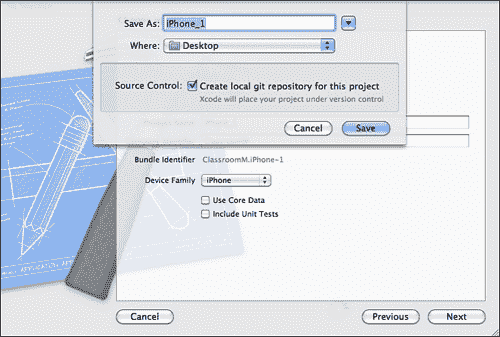 Save As: iPhone_1
Where: Desktop
Source Control: Create local git repository for this project
Xcode will place your project under version control
Cancel Save
Bundle Identifier ClassroomM.iPhone-1
Device Family iPhone
Use Core Data
Include Unit Tests
Cancel Previous Next